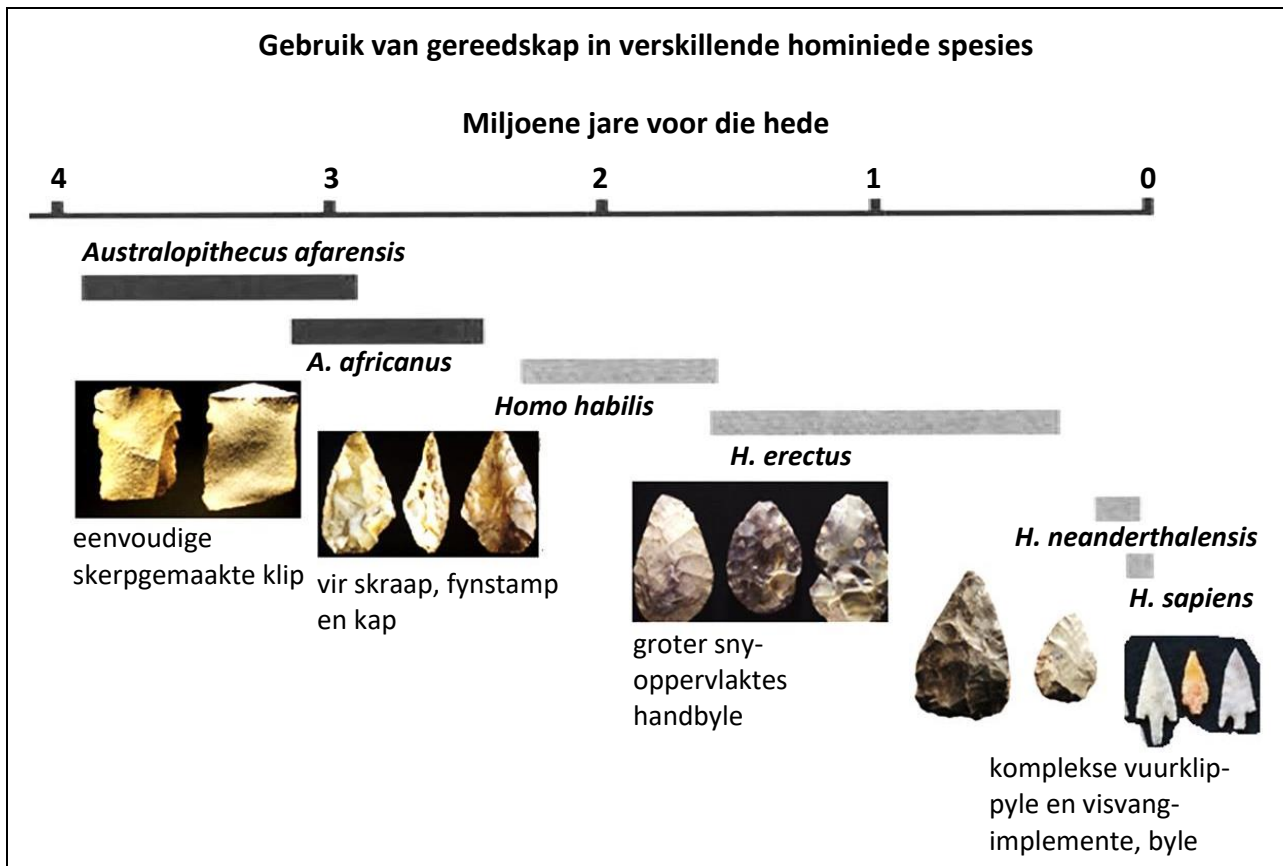 Gebruik van gereedskap in verskillende hominiede spesies
Miljoene jare voor die hede
4 3 2 1 0
Australopithecus afarensis
A. africanus
Homo habilis
H. erectus
H. neanderthalensis
H. sapiens
eenvoudige
skerpgemaakte klip
vir skraap, fynstamp
en kap
groter sny-
oppervlaktes
handbyle
komplekse vuurklip-
pyle en visvang-
implemente, byle